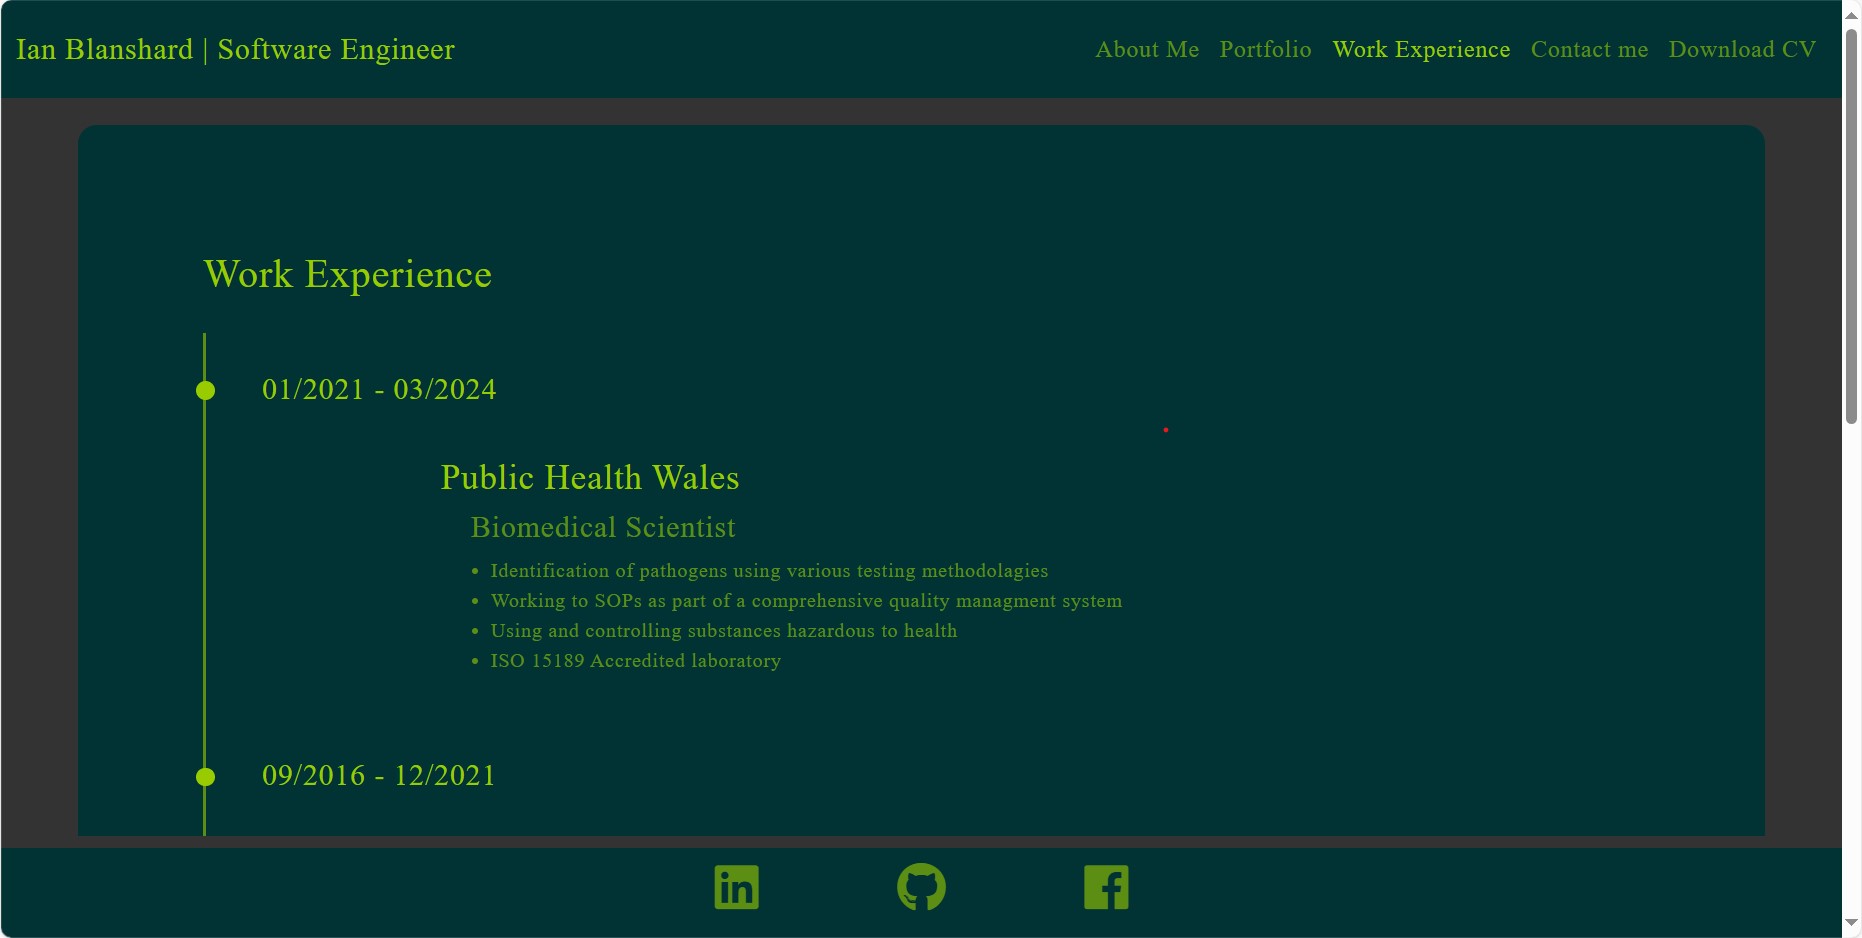 Ian Blanshard | Software Engineer
About Me Portfolio Work Experience Contact me Download CV
Work Experience
01/2021 - 03/2024
Public Health Wales
Biomedical Scientist
• Identification of pathogens using various testing methodolagies
• Working to SOPs as part of a comprehensive quality managment system
• Using and controlling substances hazardous to health
• ISO 15189 Accredited laboratory
09/2016 - 12/2021
in